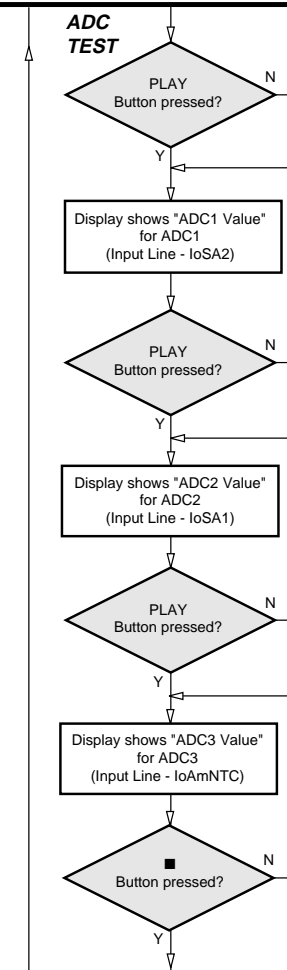 ADC
TEST
PLAY
Button pressed?
N
Y
Display shows "ADC1 Value"
for ADC1
(Input Line - IoSA2)
PLAY
Button pressed?
N
Y
Display shows "ADC2 Value"
for ADC2
(Input Line - IoSA1)
PLAY
Button pressed?
N
Y
Display shows "ADC3 Value"
for ADC3
(Input Line - IoAmNTC)
■
Button pressed?
N
Y